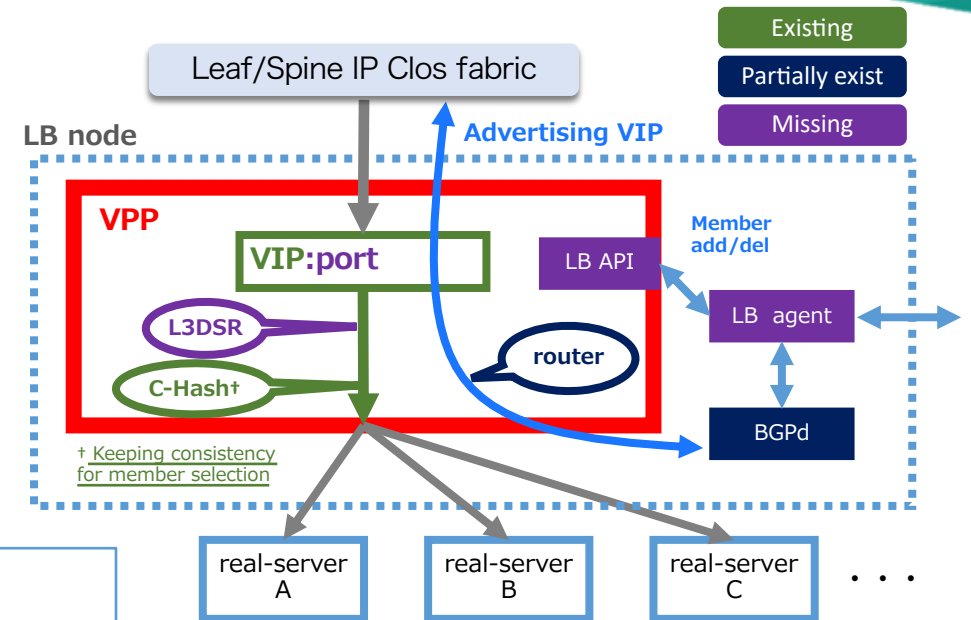 Existing
Partially exist
Missing
Leaf/Spine IP Clos fabric
LB node
Advertising VIP
VPP
Member
add/del
VIP:port
LB API
L3DSR
LB agent
router
C-Hash†
BGPd
† Keeping consistency
for member selection
real-server
A
real-server
B
real-server
C
・・・